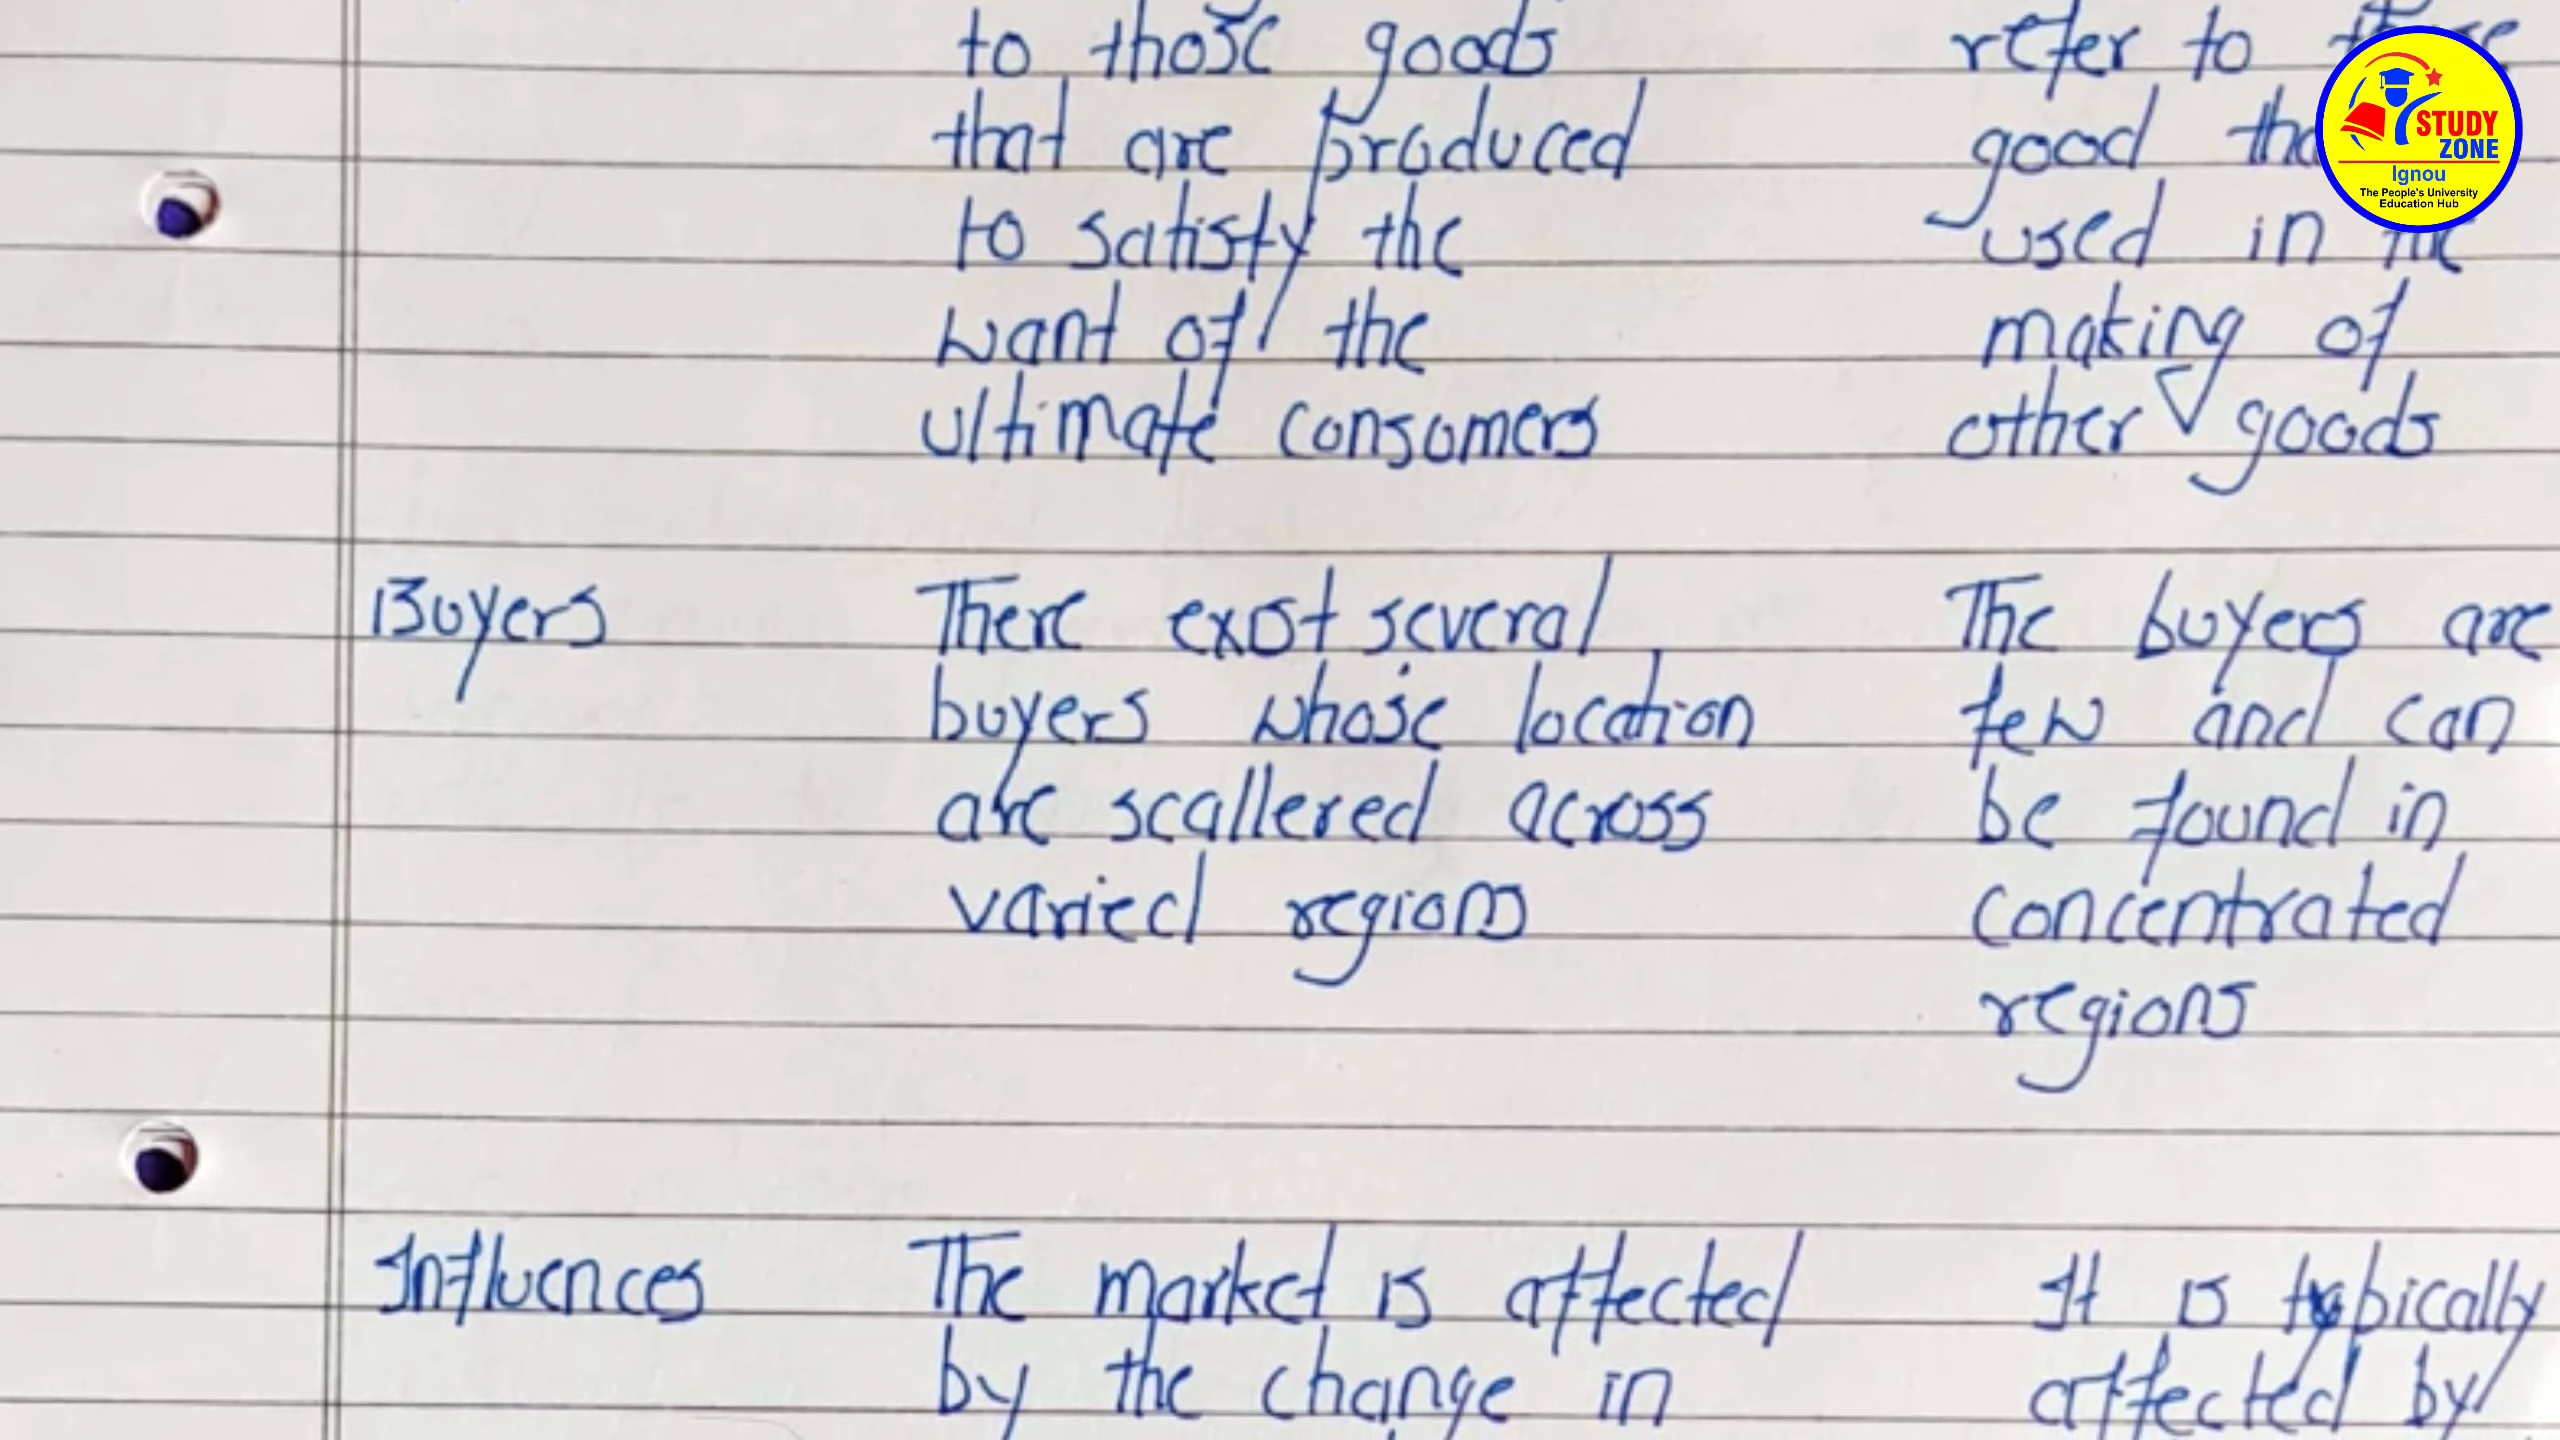 to those goods
that are produced
to satisfy the
want of the
ultimate consumers
refer to
good
used in the
making of
other goods
Buyers
There exist several
buyers whose location
are scattered across
varied regions
The buyers are
few and can
be found in
concentrated
regions
Influences
The market is affected
by the change in
It is typically
affected by
STUDY
ZONE
Ignou
The People's University
Education Hub